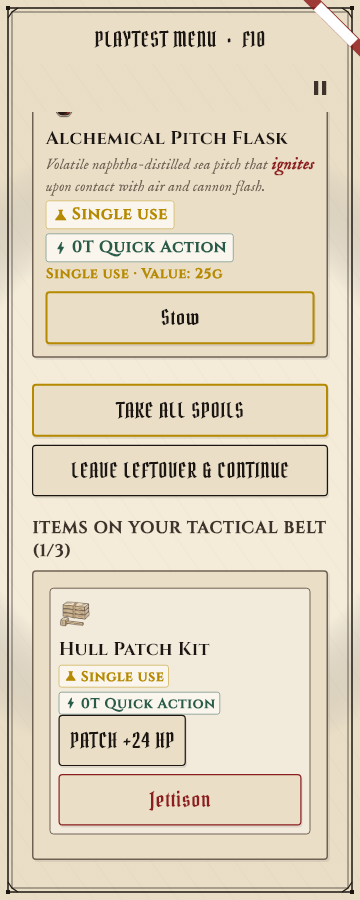 PLAYTEST MENU · F10
Alchemical Pitch Flask
Volatile naphtha-distilled sea pitch that ignites
upon contact with air and cannon flash.
Single use
0T Quick Action
Single use · Value: 25g
Stow
TAKE ALL SPOILS
LEAVE LEFTOVER & CONTINUE
ITEMS ON YOUR TACTICAL BELT
(1/3)
Hull Patch Kit
Single use
0T Quick Action
PATCH +24 HP
Jettison